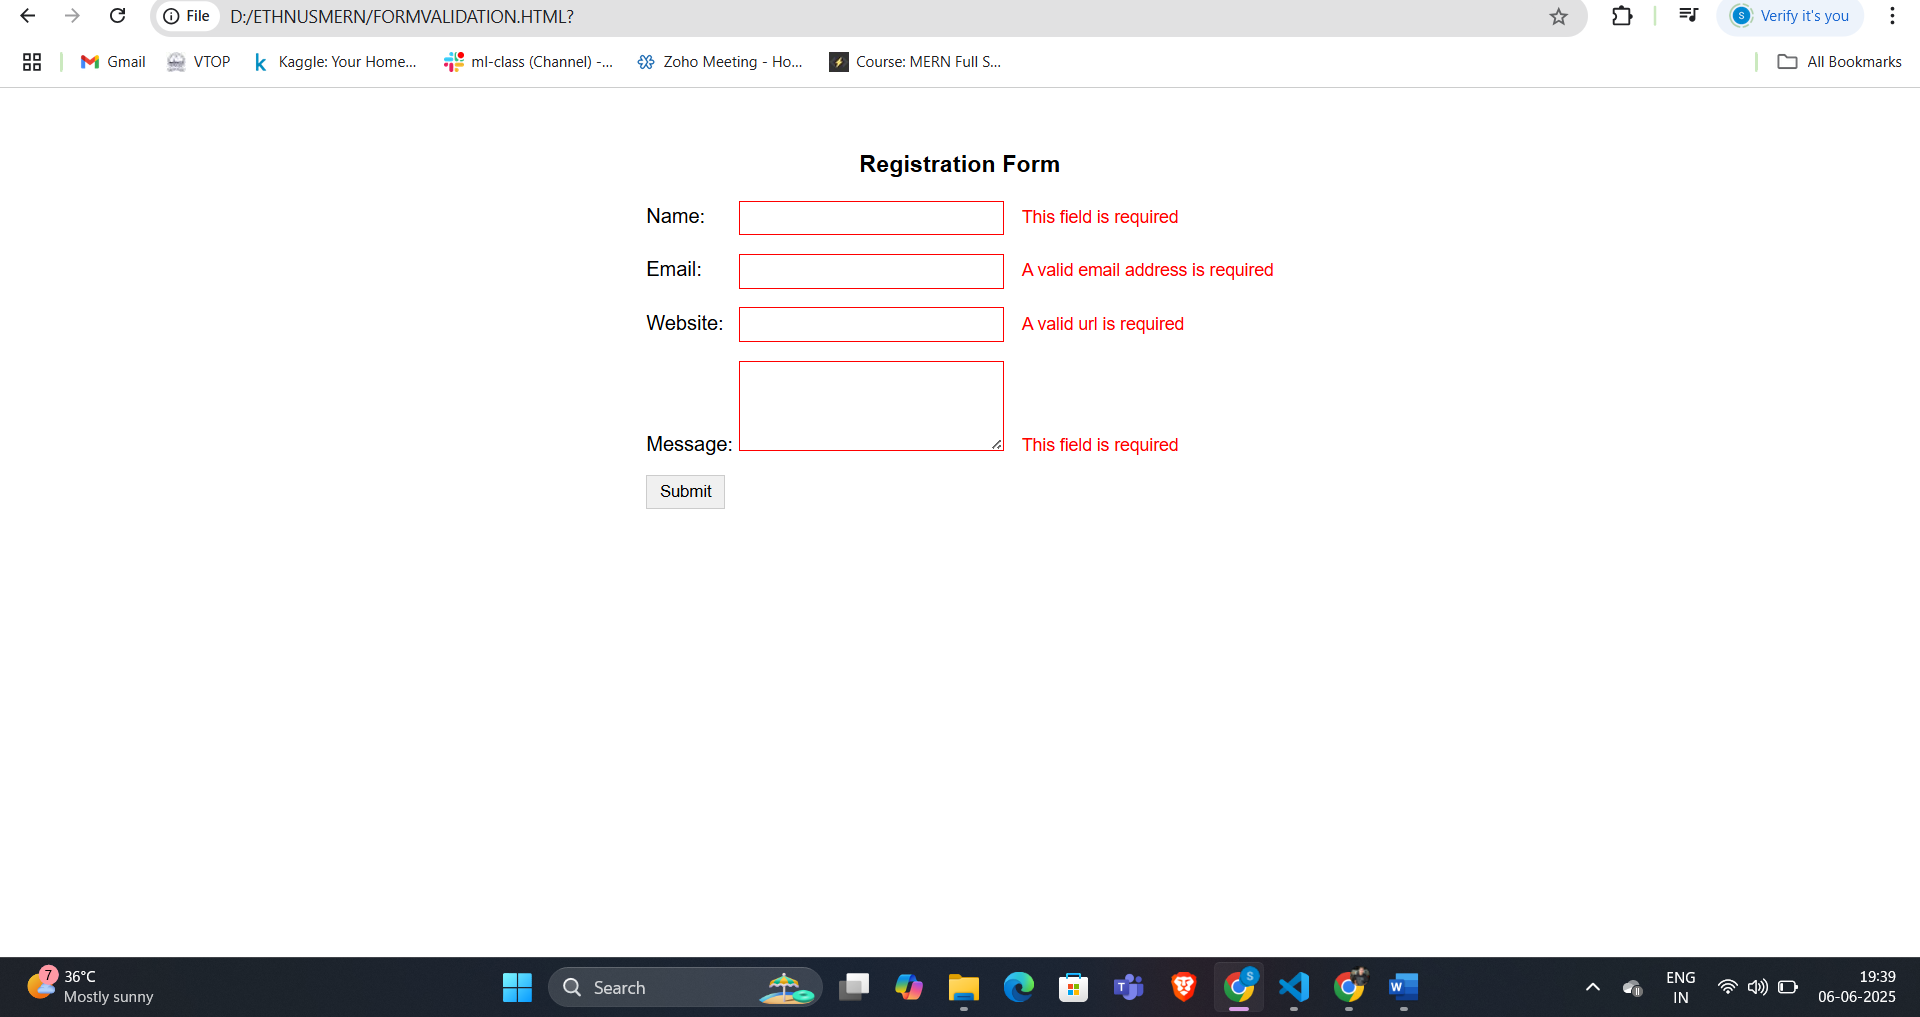 File D:/ETHNUSMERN/FORMVALIDATION.HTML? S Verify it's you
Gmail VTOP Kaggle: Your Home... ml-class (Channel) -... Zoho Meeting - Ho... Course: MERN Full S... All Bookmarks
Registration Form
Name: This field is required
Email: A valid email address is required
Website: A valid url is required
Message: This field is required
Submit
7 36°C
Mostly sunny
Search
ENG
IN
19:39
06-06-2025